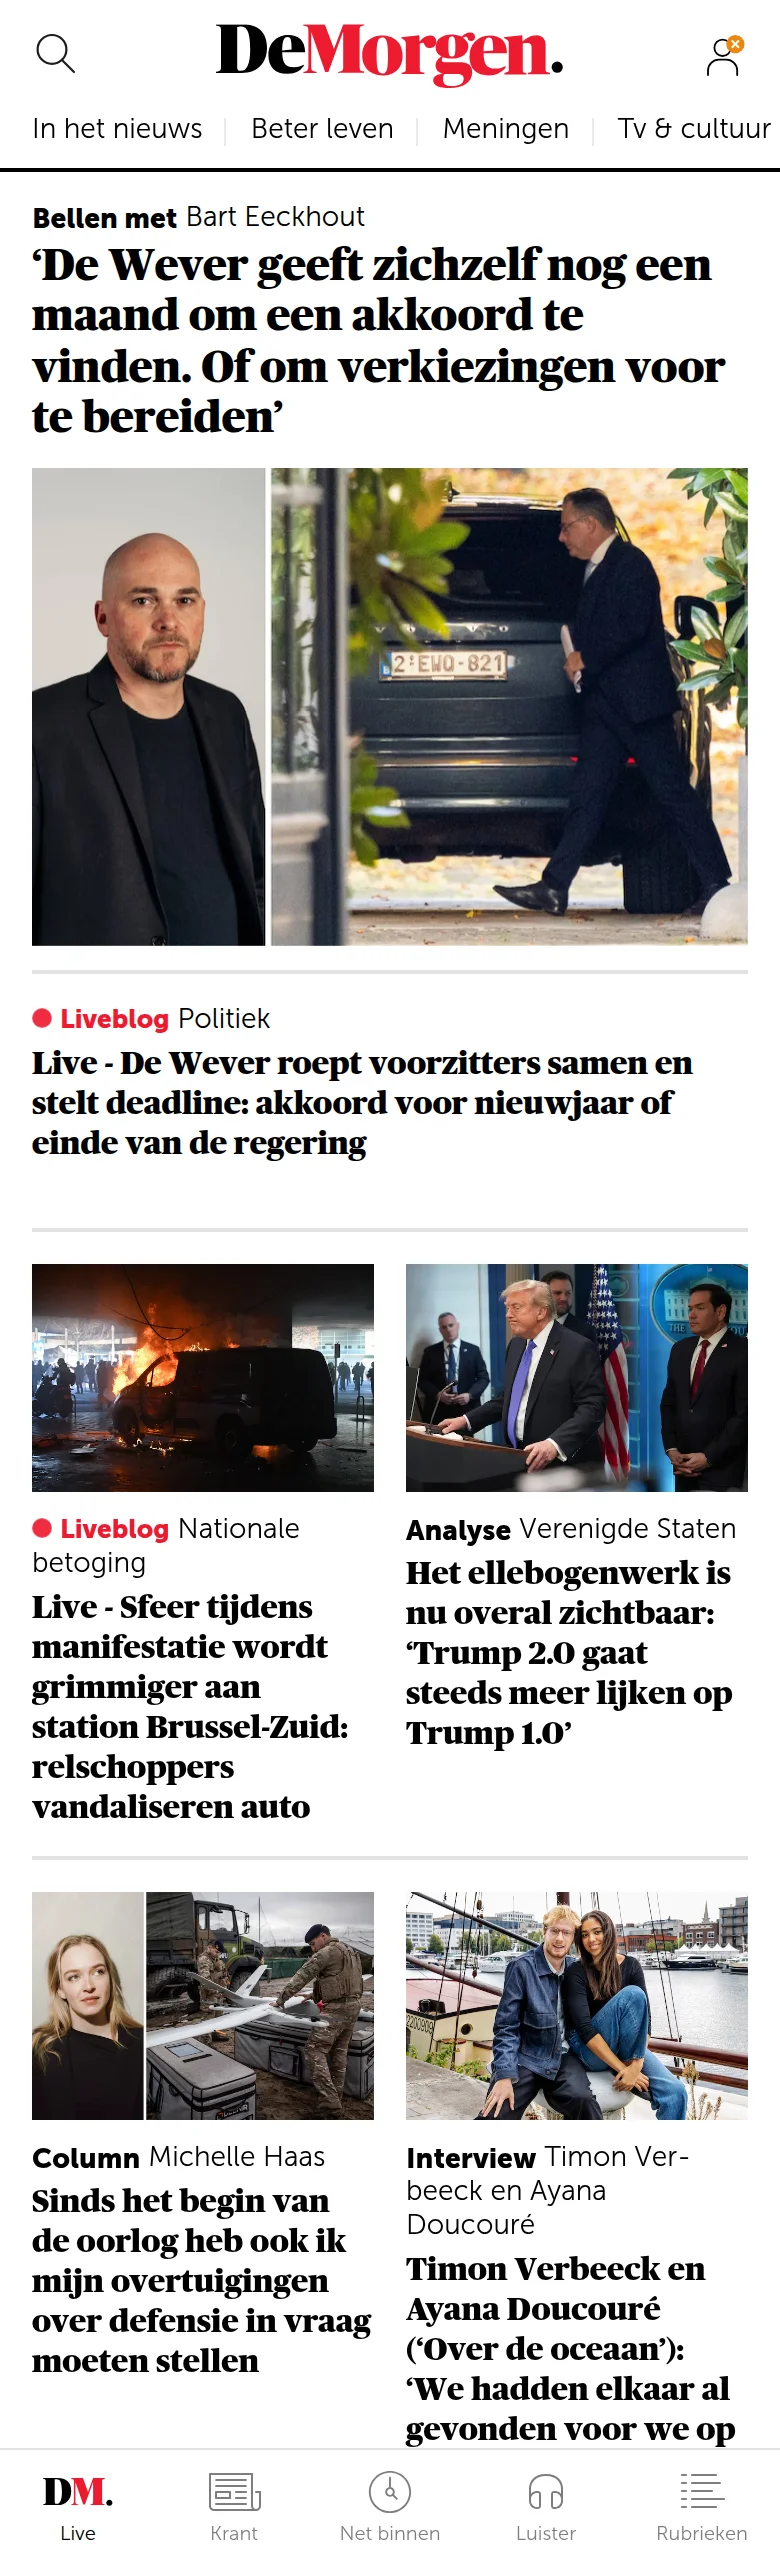 DeMorgen.
In het nieuws
Beter leven
Meningen
Tv & cultuur
Bellen met Bart Eeckhout
‘De Wever geeft zichzelf nog een
maand om een akkoord te
vinden. Of om verkiezingen voor
te bereiden’
2-EWQ-821
Liveblog Politiek
Live - De Wever roept voorzitters samen en
stelt deadline: akkoord voor nieuwjaar of
einde van de regering
THE
Liveblog Nationale
betoging
Live - Sfeer tijdens
manifestatie wordt
grimmiger aan
station Brussel-Zuid:
relschoppers
vandaliseren auto
Analyse Verenigde Staten
Het ellebogenwerk is
nu overal zichtbaar:
‘Trump 2.0 gaat
steeds meer lijken op
Trump 1.0’
Column Michelle Haas
Sinds het begin van
de oorlog heb ook ik
mijn overtuigingen
over defensie in vraag
moeten stellen
Interview Timon Ver-
beeck en Ayana
Doucouré
Timon Verbeeck en
Ayana Doucouré
(‘Over de oceaan’):
‘We hadden elkaar al
gevonden voor we op
DM.
Live
Krant
Net binnen
Luister
Rubrieken